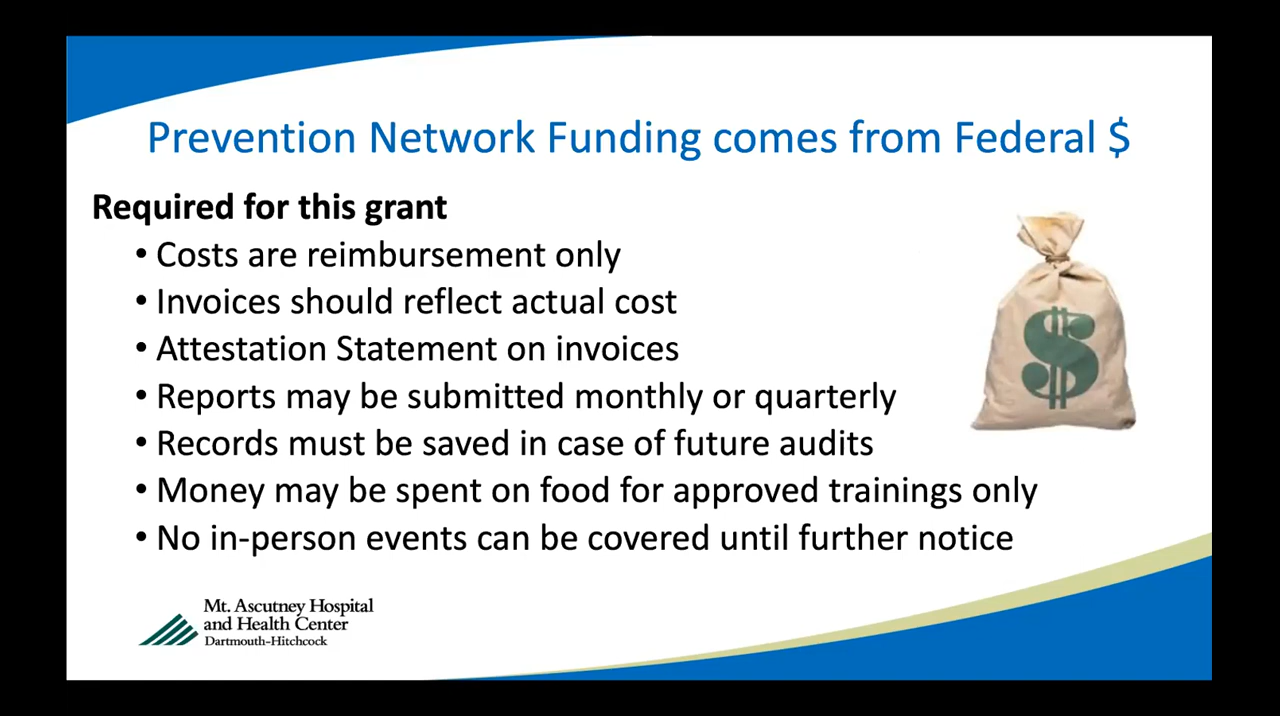 Prevention Network Funding comes from Federal $
Required for this grant
• Costs are reimbursement only
• Invoices should reflect actual cost
• Attestation Statement on invoices
• Reports may be submitted monthly or quarterly
• Records must be saved in case of future audits
• Money may be spent on food for approved trainings only
• No in-person events can be covered until further notice
$
Mt. Ascutney Hospital
and Health Center
Dartmouth-Hitchcock